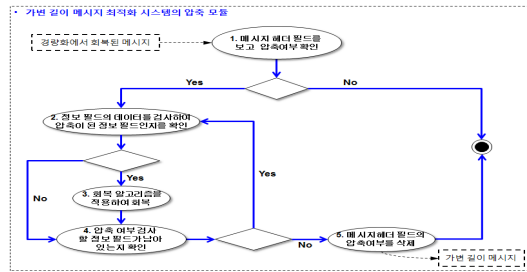 • 가변 길이 메시지 최적화 시스템의 압축 모듈
경량화에서 회복된 메시지
1. 메시지 헤더 필드를
보고 압축여부 확인
Yes
No
2. 정보 필드의 데이터를 검사하여
압축이 된 정보 필드인지를 확인
Yes
Yes
No
3. 회복 알고리즘을
적용하여 회복
4. 압축 여부검사
할 정보 필드가남아
있는지 확인
No
5. 메시지헤더 필드의
압축여부를 삭제
가변 길이 메시지